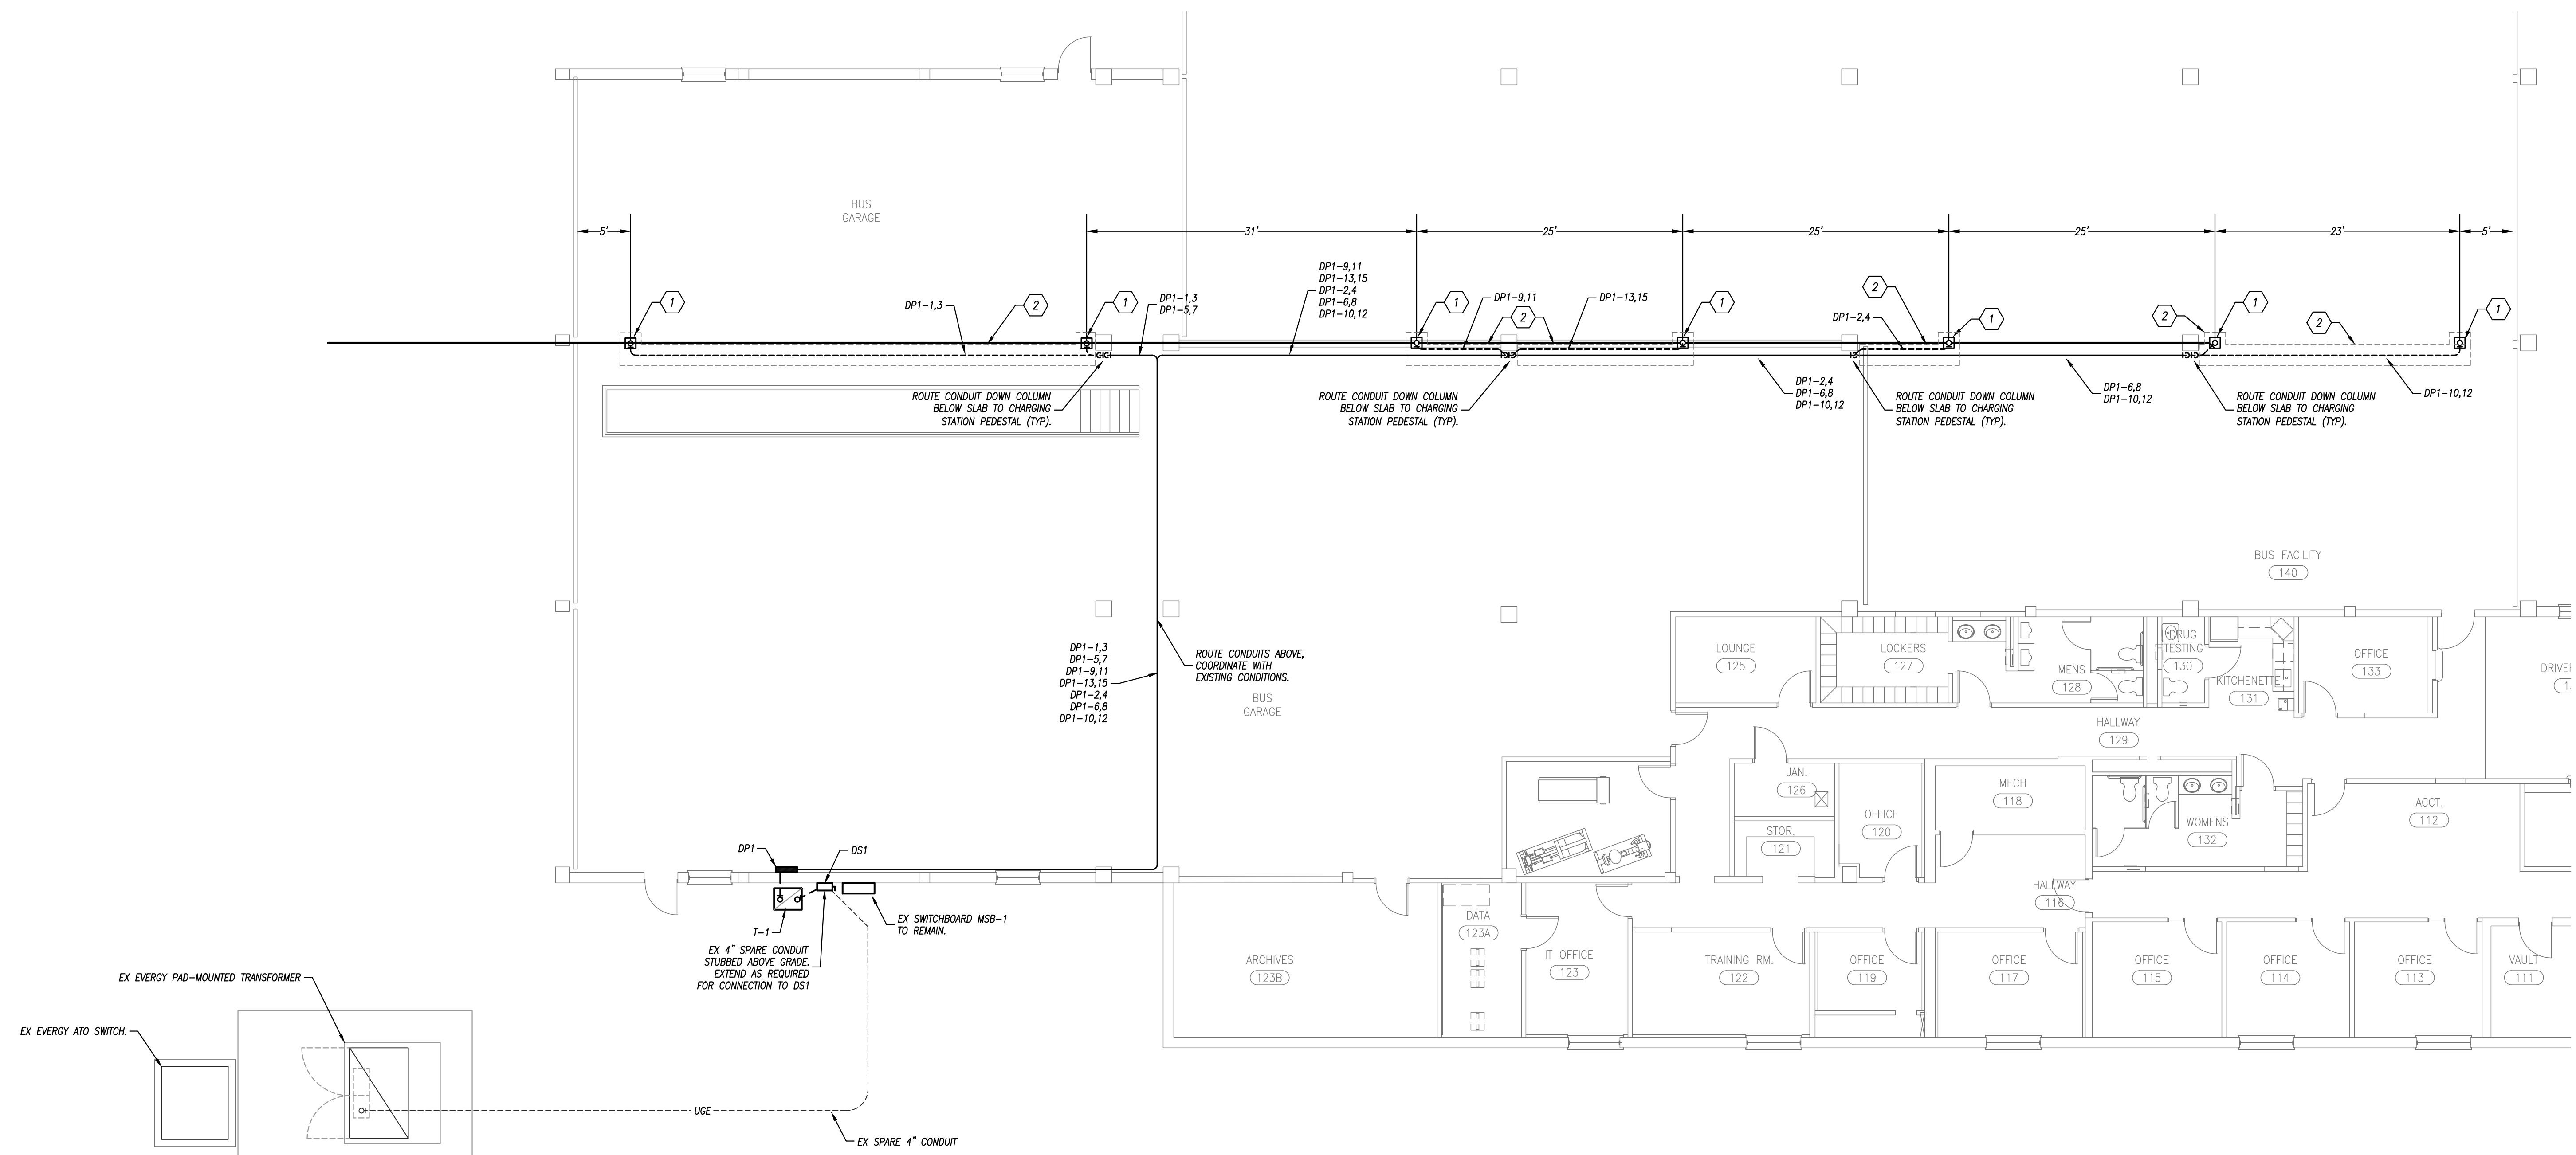 BUS
GARAGE
5'
31'
25'
25'
25'
23'
5'
1
DP1-1,3
2
1
DP1-1,3
DP1-5,7
DP1-9,11
DP1-13,15
DP1-2,4
DP1-6,8
DP1-10,12
1
DP1-9,11
2
DP1-13,15
1
2
DP1-2,4
1
2
1
2
1
ROUTE CONDUIT DOWN COLUMN
BELOW SLAB TO CHARGING
STATION PEDESTAL (TYP).
ROUTE CONDUIT DOWN COLUMN
BELOW SLAB TO CHARGING
STATION PEDESTAL (TYP).
DP1-2,4
DP1-6,8
DP1-10,12
ROUTE CONDUIT DOWN COLUMN
BELOW SLAB TO CHARGING
STATION PEDESTAL (TYP).
DP1-6,8
DP1-10,12
ROUTE CONDUIT DOWN COLUMN
BELOW SLAB TO CHARGING
STATION PEDESTAL (TYP).
DP1-10,12
BUS FACILITY
140
DP1-1,3
DP1-5,7
DP1-9,11
DP1-13,15
DP1-2,4
DP1-6,8
DP1-10,12
ROUTE CONDUITS ABOVE,
COORDINATE WITH
EXISTING CONDITIONS.
BUS
GARAGE
LOUNGE
125
LOCKERS
127
MENS
128
DRUG
TESTING
130
KITCHENETTE
131
OFFICE
133
HALLWAY
129
JAN.
126
STOR.
121
OFFICE
120
MECH
118
WOMENS
132
ACCT.
112
HALLWAY
116
DP1
DS1
T-1
EX SWITCHBOARD MSB-1
TO REMAIN.
EX 4" SPARE CONDUIT
STUBBED ABOVE GRADE.
EXTEND AS REQUIRED
FOR CONNECTION TO DS1
ARCHIVES
123B
DATA
123A
IT OFFICE
123
TRAINING RM.
122
OFFICE
119
OFFICE
117
OFFICE
115
OFFICE
114
OFFICE
113
VAULT
111
EX EVERGY PAD-MOUNTED TRANSFORMER
EX EVERGY ATO SWITCH.
UGE
EX SPARE 4" CONDUIT